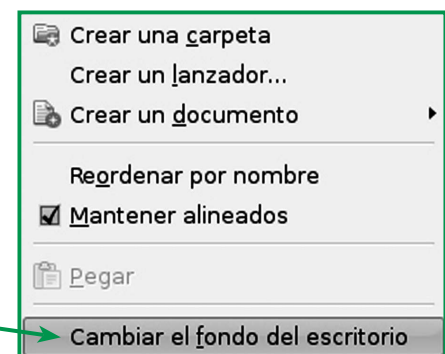 Crear una carpeta
Crear un lanzador...
Crear un documento
Reordenar por nombre
Mantener alineados
Pegar
Cambiar el fondo del escritorio